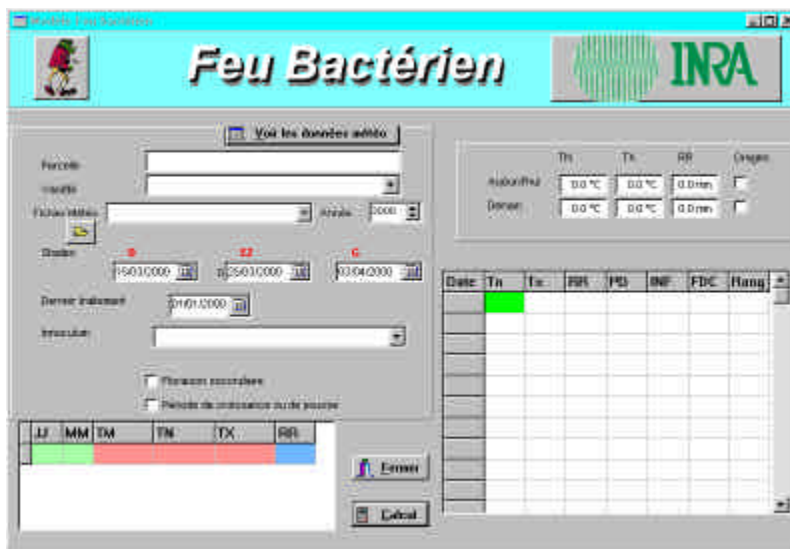 Modèle Feu Bactérien
Feu Bactérien
INRA
Voir les données météo
Parcelle
Variété
Fichier Météo
Année
2000
Stades
D
E2
G
15/03/2000
25/03/2000
03/04/2000
Dernier traitement
01/01/2000
Inoculum
Floraison secondaire
Période de croissance ou de pousse
Tn Tx RR Orages
Aujourd'hui 0.0 °C 0.0 °C 0.0 mm
Demain 0.0 °C 0.0 °C 0.0 mm
Date Tn Tx RR PD INF FDC Rang
JJ MM TM TN TX RR
Fermer
Calcul